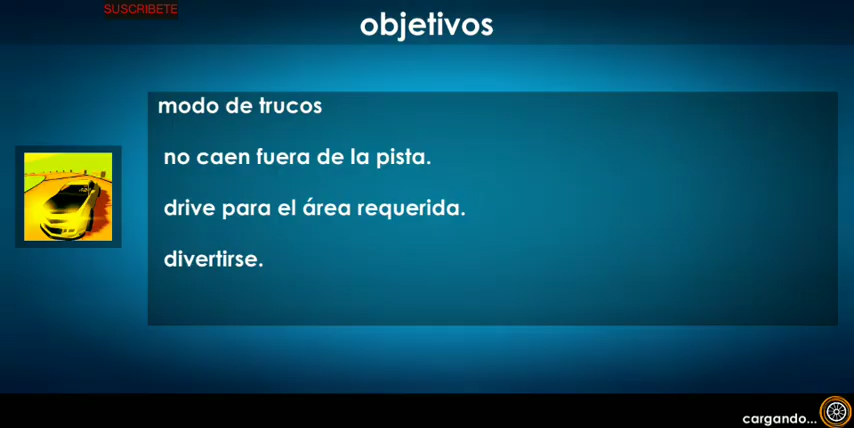 SUSCRIBETE
objetivos
modo de trucos
no caen fuera de la pista.
drive para el área requerida.
divertirse.
cargando...